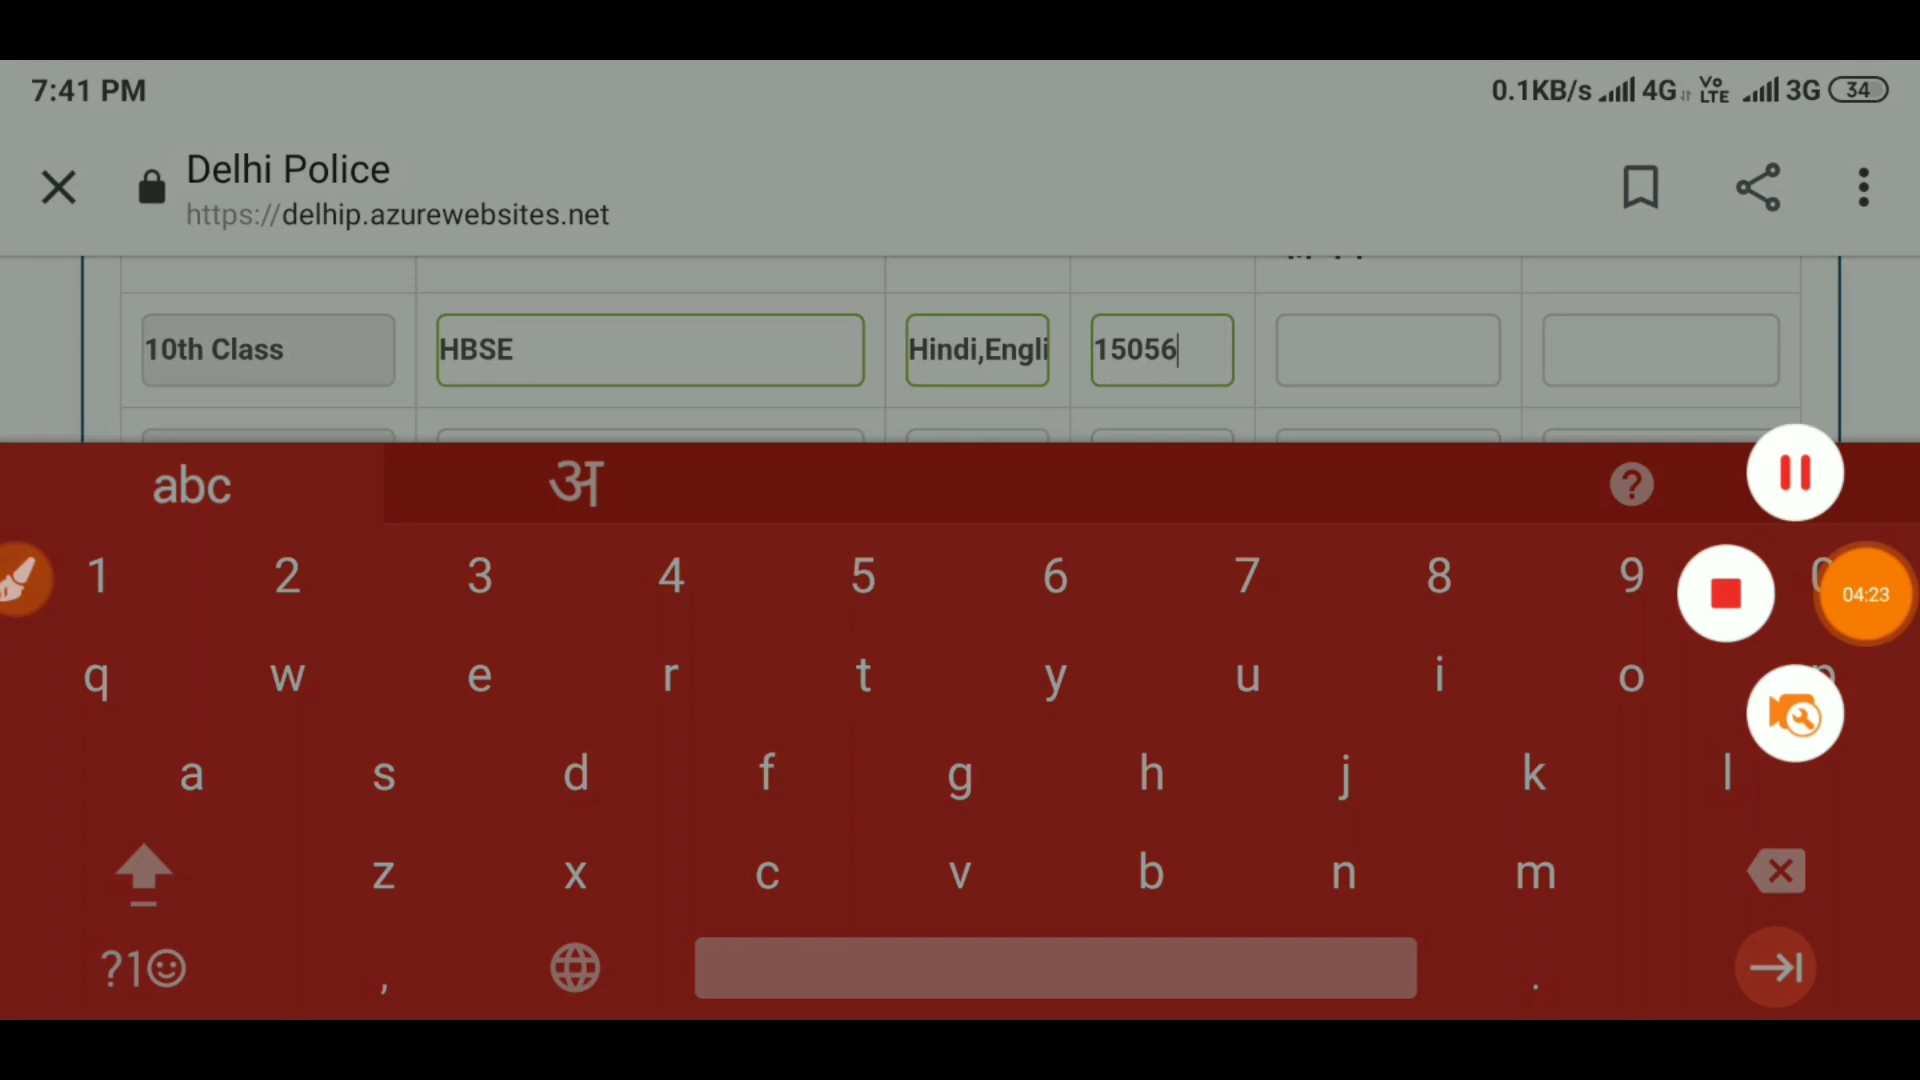 7:41 PM
0.1KB/s 4G Vo LTE 3G 34
Delhi Police
https://delhip.azurewebsites.net
10th Class HBSE Hindi,Engli 15056
abc अ ?
1 2 3 4 5 6 7 8 9
04:23
q w e r t y u i o p
a s d f g h j k l
z x c v b n m
?1 , .